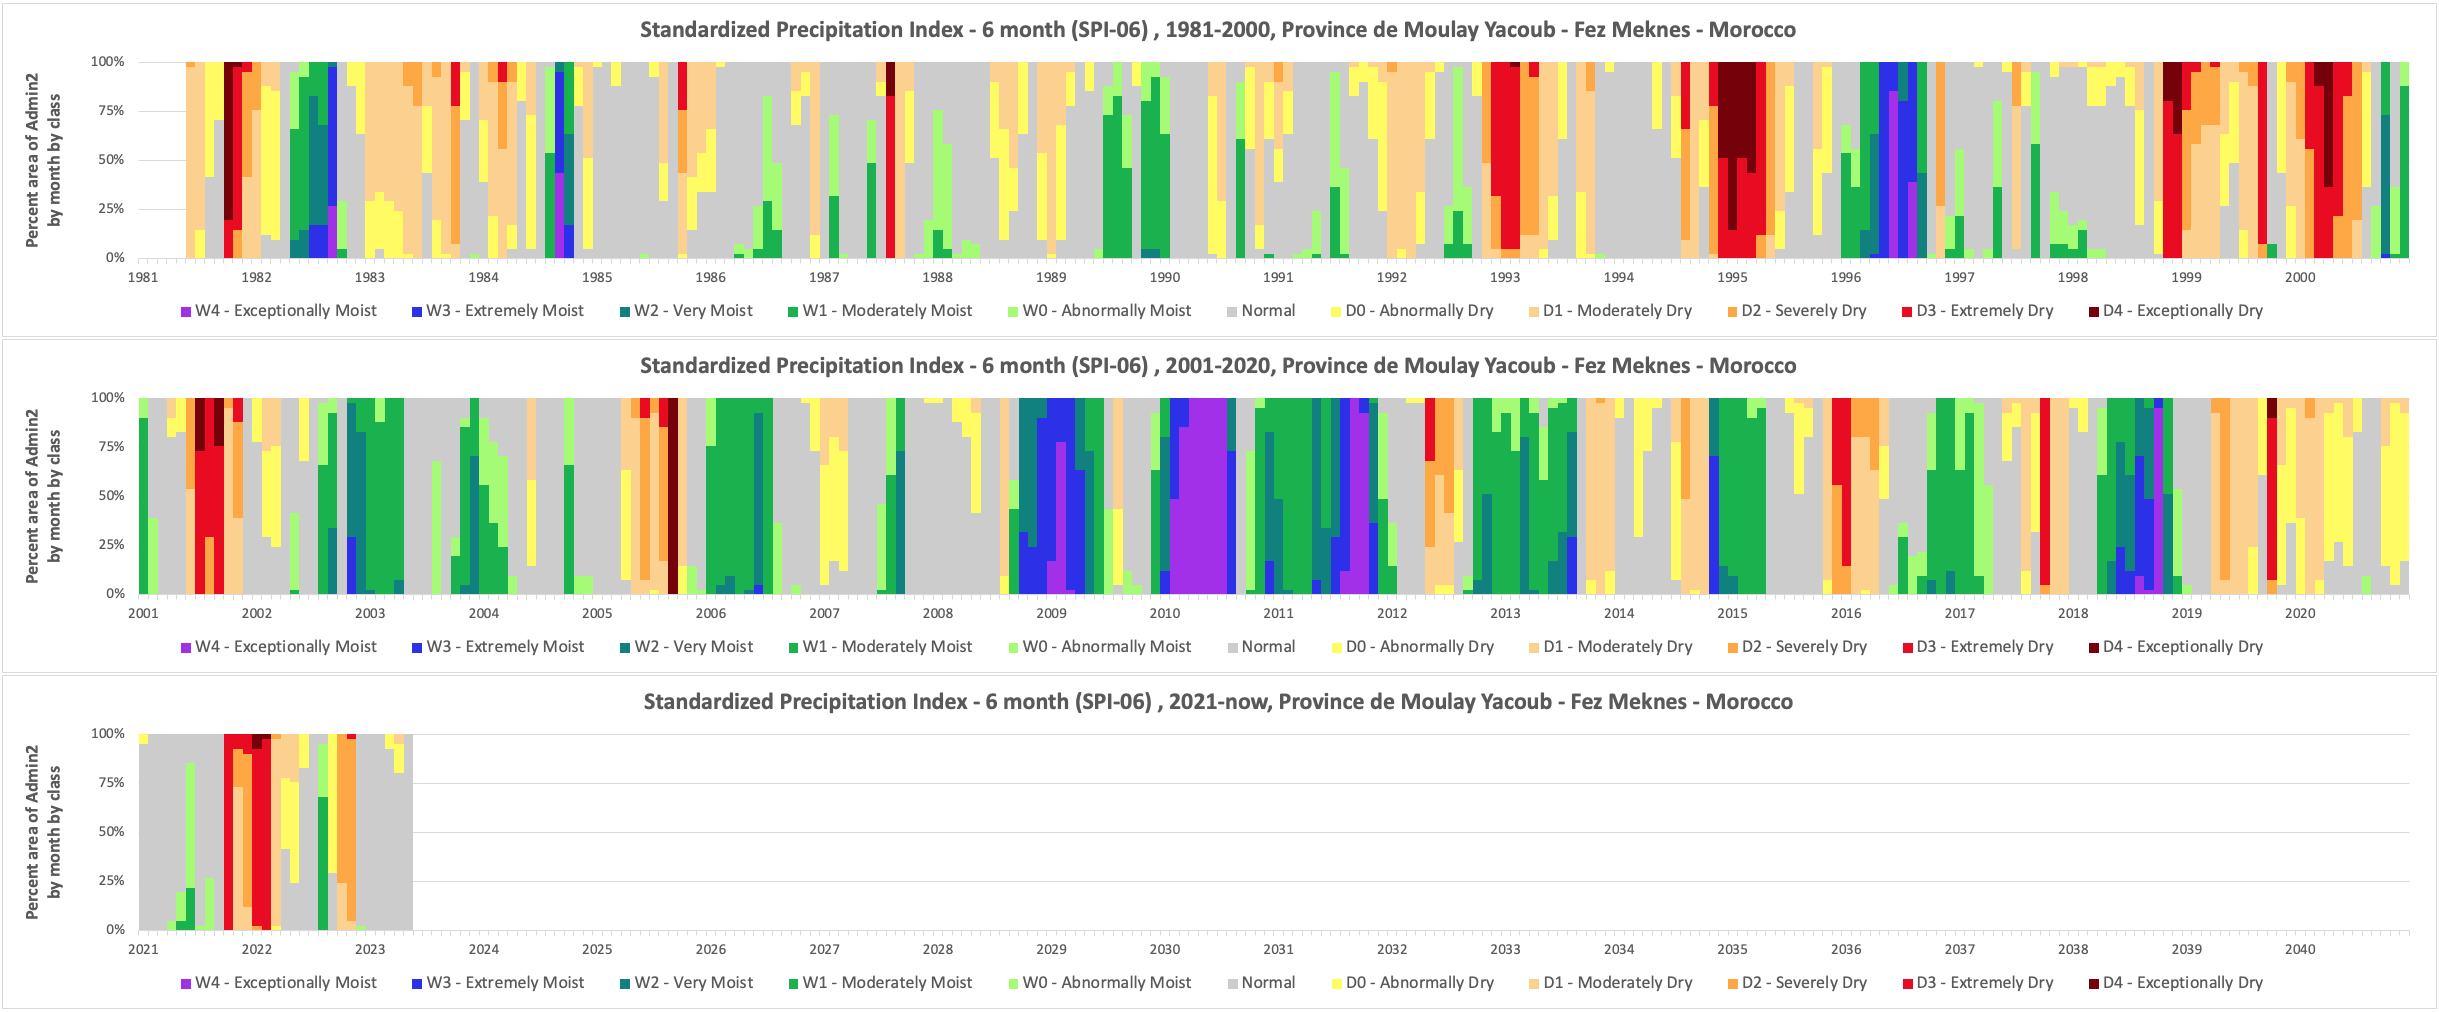 Standardized Precipitation Index - 6 month (SPI-06) , 1981-2000, Province de Moulay Yacoub - Fez Meknes - Morocco
Percent area of Admin2
by month by class
100%
75%
50%
25%
0%
1981 1982 1983 1984 1985 1986 1987 1988 1989 1990 1991 1992 1993 1994 1995 1996 1997 1998 1999 2000
W4 - Exceptionally Moist W3 - Extremely Moist W2 - Very Moist W1 - Moderately Moist W0 - Abnormally Moist Normal D0 - Abnormally Dry D1 - Moderately Dry D2 - Severely Dry D3 - Extremely Dry D4 - Exceptionally Dry
Standardized Precipitation Index - 6 month (SPI-06) , 2001-2020, Province de Moulay Yacoub - Fez Meknes - Morocco
Percent area of Admin2
by month by class
100%
75%
50%
25%
0%
2001 2002 2003 2004 2005 2006 2007 2008 2009 2010 2011 2012 2013 2014 2015 2016 2017 2018 2019 2020
W4 - Exceptionally Moist W3 - Extremely Moist W2 - Very Moist W1 - Moderately Moist W0 - Abnormally Moist Normal D0 - Abnormally Dry D1 - Moderately Dry D2 - Severely Dry D3 - Extremely Dry D4 - Exceptionally Dry
Standardized Precipitation Index - 6 month (SPI-06) , 2021-now, Province de Moulay Yacoub - Fez Meknes - Morocco
Percent area of Admin2
by month by class
100%
75%
50%
25%
0%
2021 2022 2023 2024 2025 2026 2027 2028 2029 2030 2031 2032 2033 2034 2035 2036 2037 2038 2039 2040
W4 - Exceptionally Moist W3 - Extremely Moist W2 - Very Moist W1 - Moderately Moist W0 - Abnormally Moist Normal D0 - Abnormally Dry D1 - Moderately Dry D2 - Severely Dry D3 - Extremely Dry D4 - Exceptionally Dry